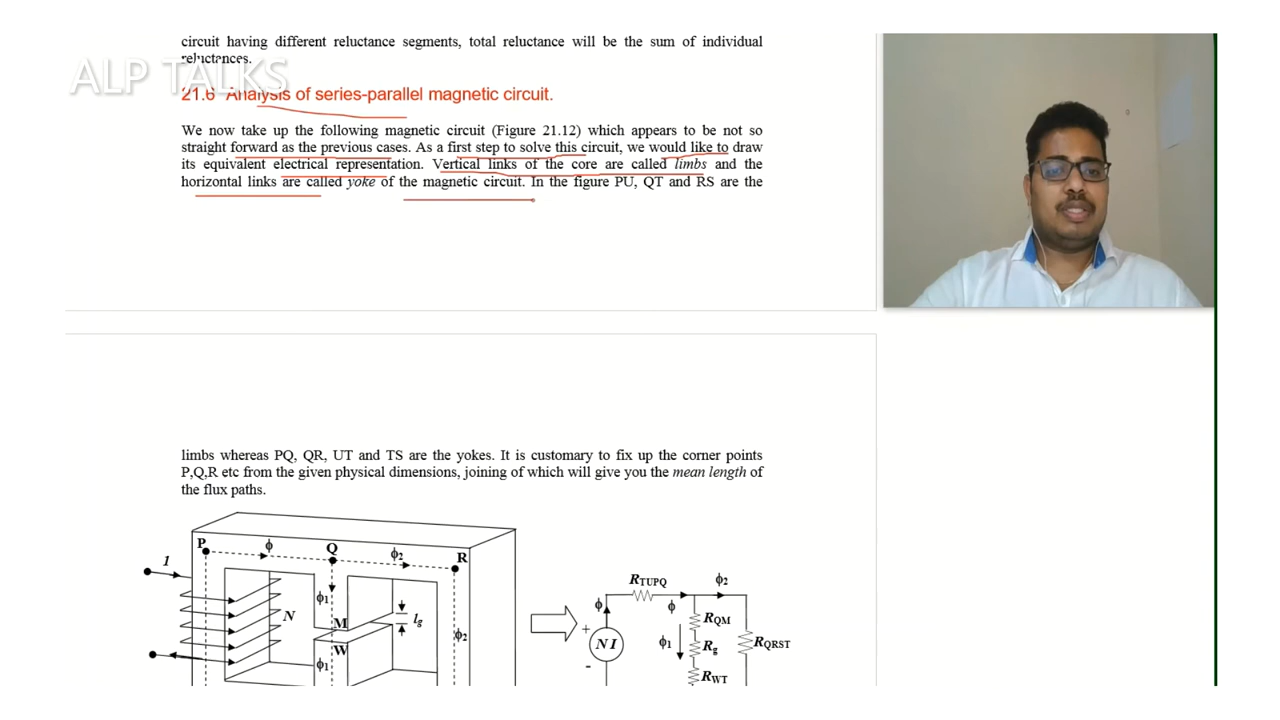 circuit having different reluctance segments, total reluctance will be the sum of individual
reluctances.
ALP TALKS
21.6 Analysis of series-parallel magnetic circuit.
We now take up the following magnetic circuit (Figure 21.12) which appears to be not so
straight forward as the previous cases. As a first step to solve this circuit, we would like to draw
its equivalent electrical representation. Vertical links of the core are called limbs and the
horizontal links are called yoke of the magnetic circuit. In the figure PU, QT and RS are the
limbs whereas PQ, QR, UT and TS are the yokes. It is customary to fix up the corner points
P,Q,R etc from the given physical dimensions, joining of which will give you the mean length of
the flux paths.
P ϕ Q ϕ2 R
I
N ϕ1 M lg
W ϕ2
ϕ1
RTUPQ ϕ2
ϕ ϕ
RQM
+ NI - ϕ1 Rg RQRST
RWT